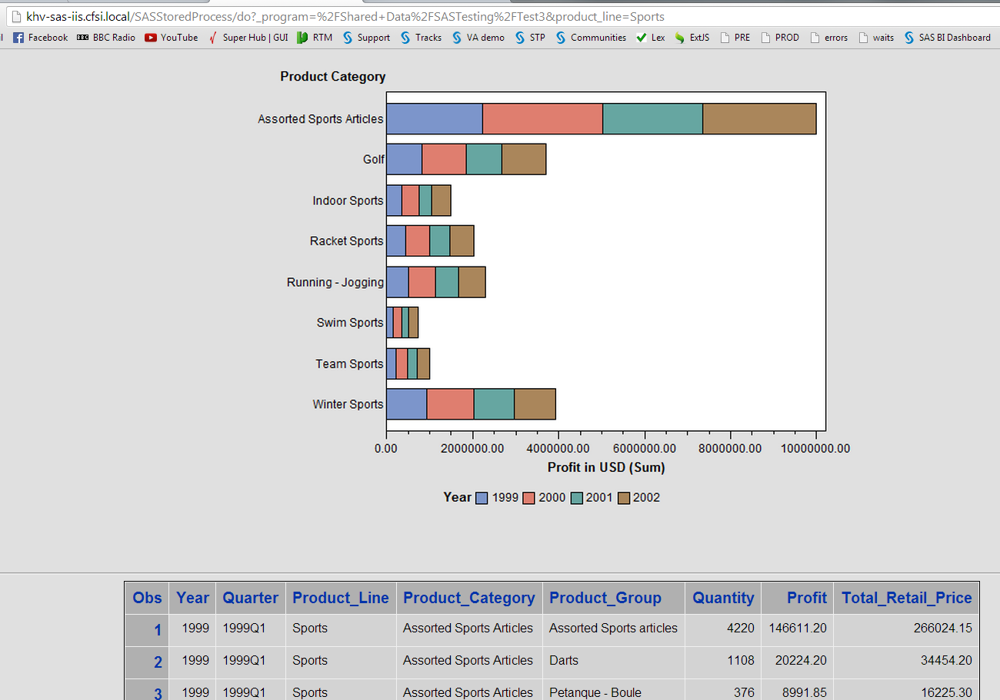 khv-sas-iis.cfsi.local/SASStoredProcess/do?_program=%2FShared+Data%2FSASTesting%2FTest3&product_line=Sports
Facebook BBC Radio YouTube Super Hub | GUI RTM Support Tracks VA demo STP Communities Lex ExtJS PRE PROD errors waits SAS BI Dashboard
Product Category
Assorted Sports Articles
Golf
Indoor Sports
Racket Sports
Running - Jogging
Swim Sports
Team Sports
Winter Sports
0.00 2000000.00 4000000.00 6000000.00 8000000.00 10000000.00
Profit in USD (Sum)
Year 1999 2000 2001 2002
Obs Year Quarter Product_Line Product_Category Product_Group Quantity Profit Total_Retail_Price
1 1999 1999Q1 Sports Assorted Sports Articles Assorted Sports articles 4220 146611.20 266024.15
2 1999 1999Q1 Sports Assorted Sports Articles Darts 1108 20224.20 34454.20
3 1999 1999Q1 Sports Assorted Sports Articles Petanque - Boule 376 8991.85 16225.30